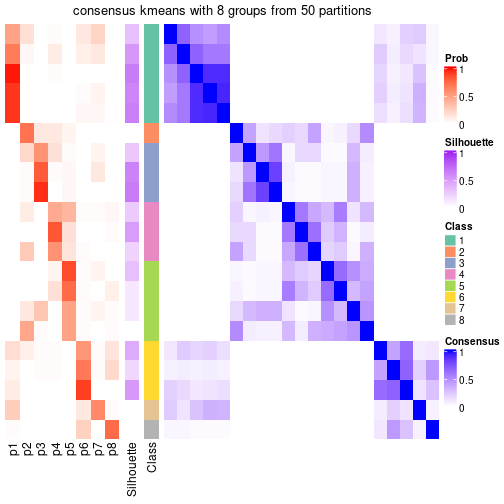 consensus kmeans with 8 groups from 50 partitions
Prob
1
0.5
0
Silhouette
1
0.5
0
Class
1
2
3
4
5
6
7
8
Consensus
1
0.5
0
p1 p2 p3 p4 p5 p6 p7 p8 Silhouette Class